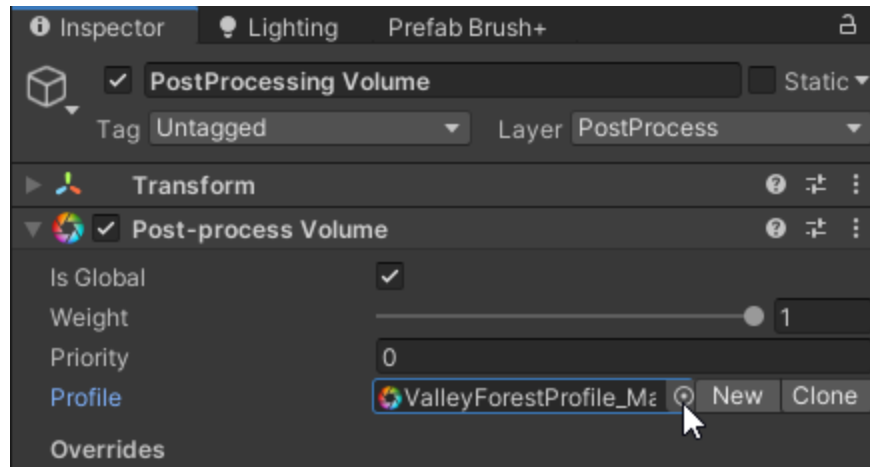 Inspector Lighting Prefab Brush+
PostProcessing Volume Static
Tag Untagged Layer PostProcess
Transform
Post-process Volume
Is Global
Weight 1
Priority 0
Profile ValleyForestProfile_Ma New Clone
Overrides